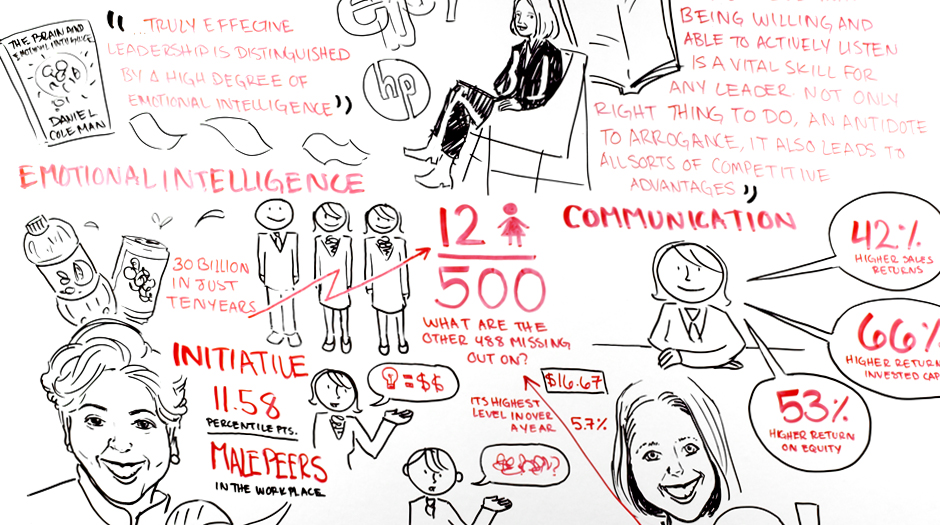 THE BRAIN AND
EMOTIONAL INTELLIGENCE
DANIEL
GOLEMAN
"...TRULY EFFECTIVE
LEADERSHIP IS DISTINGUISHED
BY A HIGH DEGREE OF
EMOTIONAL INTELLIGENCE"
hp
BEING WILLING AND
ABLE TO ACTIVELY LISTEN
IS A VITAL SKILL FOR
ANY LEADER. NOT ONLY
RIGHT THING TO DO, AN ANTIDOTE
TO ARROGANCE, IT ALSO LEADS TO
ALL SORTS OF COMPETITIVE
ADVANTAGES"
EMOTIONAL INTELLIGENCE
30 BILLION
IN JUST
TEN YEARS
12
500
WHAT ARE THE
OTHER 488 MISSING
OUT ON?
COMMUNICATION
42%
HIGHER SALES
RETURNS
66%
HIGHER RETURN
INVESTED CAP
53%
HIGHER RETURN
ON EQUITY
INITIATIVE
11.58
PERCENTILE PTS.
MALE PEERS
IN THE WORKPLACE
=$$
$16.67
ITS HIGHEST
LEVEL IN OVER
A YEAR
5.7%